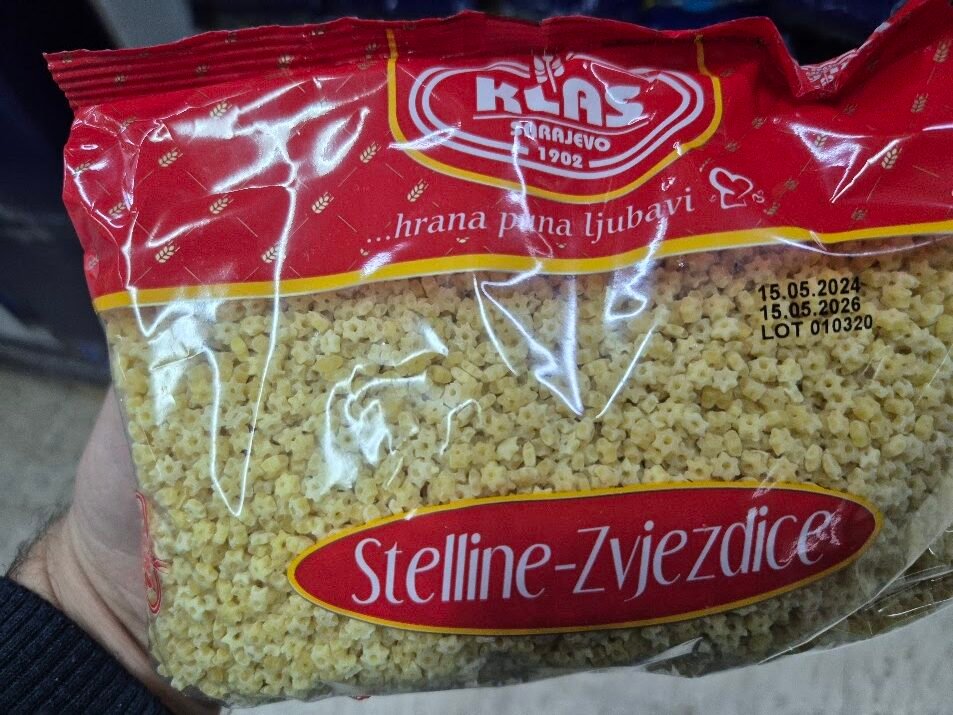 KLAS
SARAJEVO
1902
...hrana puna ljubavi
15.05.2024
15.05.2026
LOT 010320
Stelline-Zvjezdice